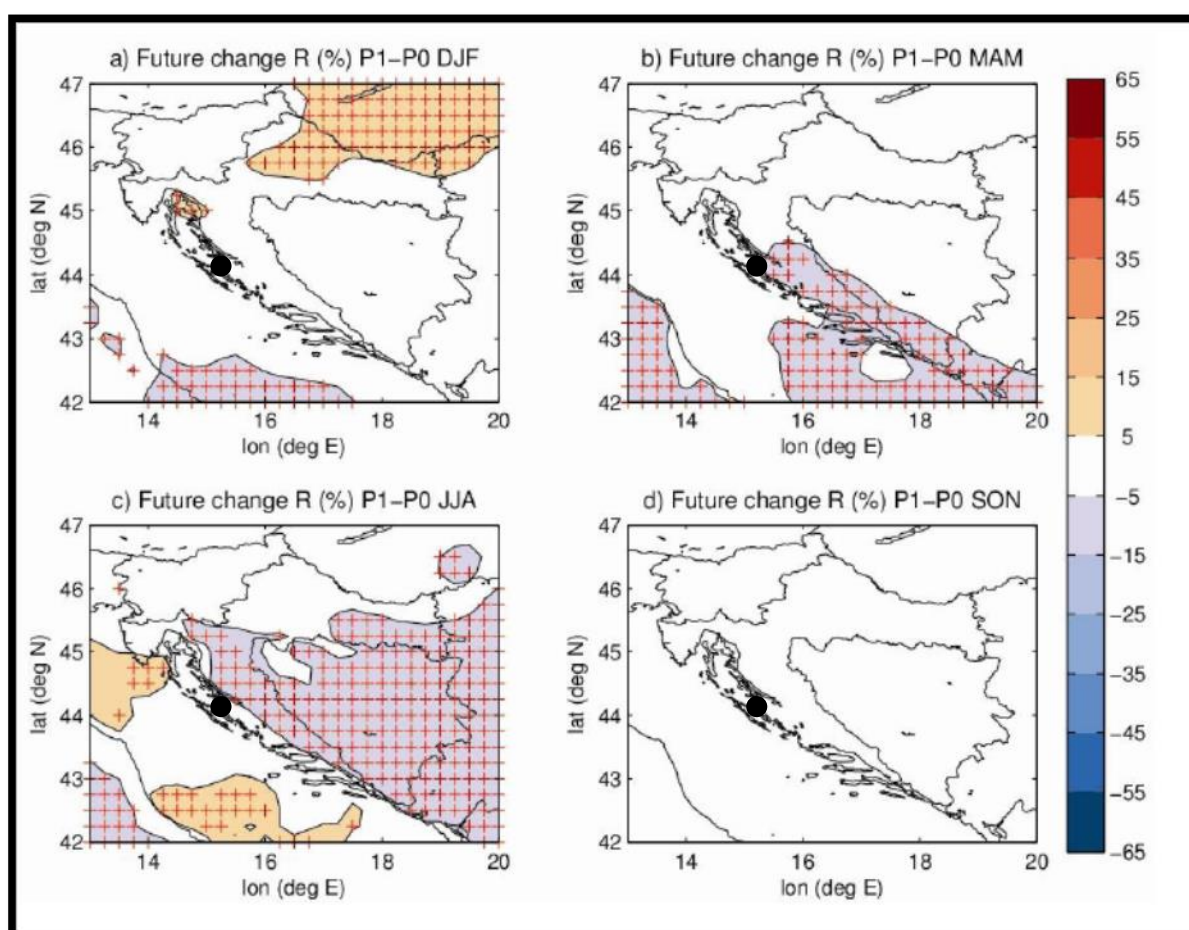 a) Future change R (%) P1−P0 DJF
47
46
45
44
43
42
lat (deg N)
14 16 18 20
lon (deg E)
b) Future change R (%) P1−P0 MAM
47
46
45
44
43
42
lat (deg N)
14 16 18 20
lon (deg E)
c) Future change R (%) P1−P0 JJA
47
46
45
44
43
42
lat (deg N)
14 16 18 20
lon (deg E)
d) Future change R (%) P1−P0 SON
47
46
45
44
43
42
lat (deg N)
14 16 18 20
lon (deg E)
65
55
45
35
25
15
5
−5
−15
−25
−35
−45
−55
−65